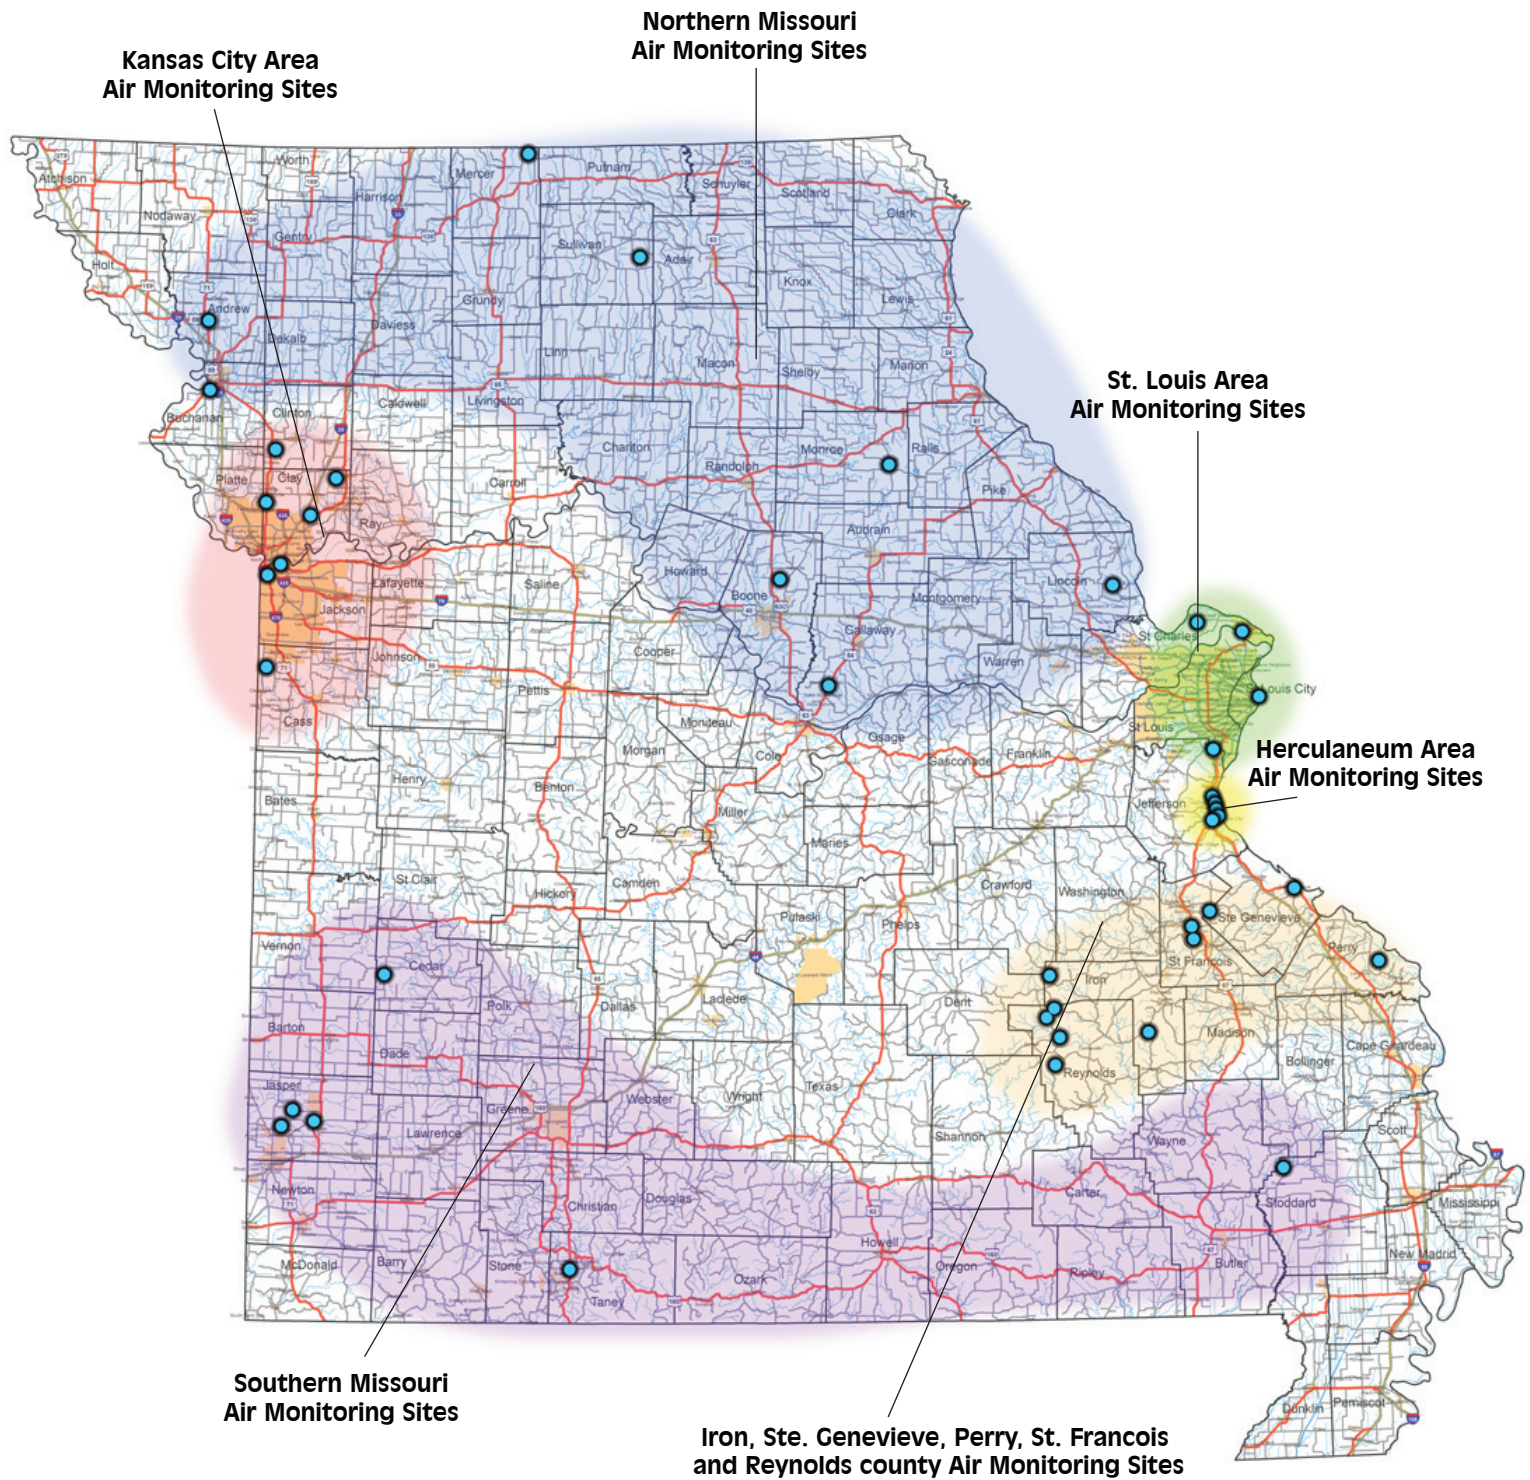 Northern Missouri
Air Monitoring Sites
Kansas City Area
Air Monitoring Sites
St. Louis Area
Air Monitoring Sites
Herculaneum Area
Air Monitoring Sites
Southern Missouri
Air Monitoring Sites
Iron, Ste. Genevieve, Perry, St. Francois
and Reynolds county Air Monitoring Sites
Atchison
Worth
Nodaway
Harrison
Mercer
Putnam
Schuyler
Scotland
Clark
Holt
Gentry
Sullivan
Adair
Knox
Lewis
Andrew
Dekalb
Daviess
Grundy
Linn
Macon
Shelby
Marion
Buchanan
Clinton
Caldwell
Livingston
Chariton
Randolph
Monroe
Ralls
Platte
Clay
Ray
Carroll
Pike
Audrain
Lafayette
Saline
Howard
Boone
Montgomery
Lincoln
Jackson
Callaway
St Charles
Johnson
Cooper
Warren
Cass
Pettis
Moniteau
Louis City
St Louis
Morgan
Cole
Osage
Gasconade
Franklin
Henry
Benton
Bates
Miller
Maries
Jefferson
St Clair
Hickory
Camden
Crawford
Washington
Pulaski
Phelps
Ste Genevieve
Vernon
Cedar
Perry
St Francois
Polk
Dallas
Laclede
Dent
Iron
Barton
Dade
Madison
Bollinger
Cape Girardeau
Jasper
Greene
Webster
Wright
Texas
Reynolds
Lawrence
Shannon
Wayne
Scott
Newton
Christian
Douglas
Carter
Stoddard
Mississippi
McDonald
Barry
Stone
Taney
Ozark
Howell
Oregon
Ripley
Butler
New Madrid
Dunklin
Pemiscot